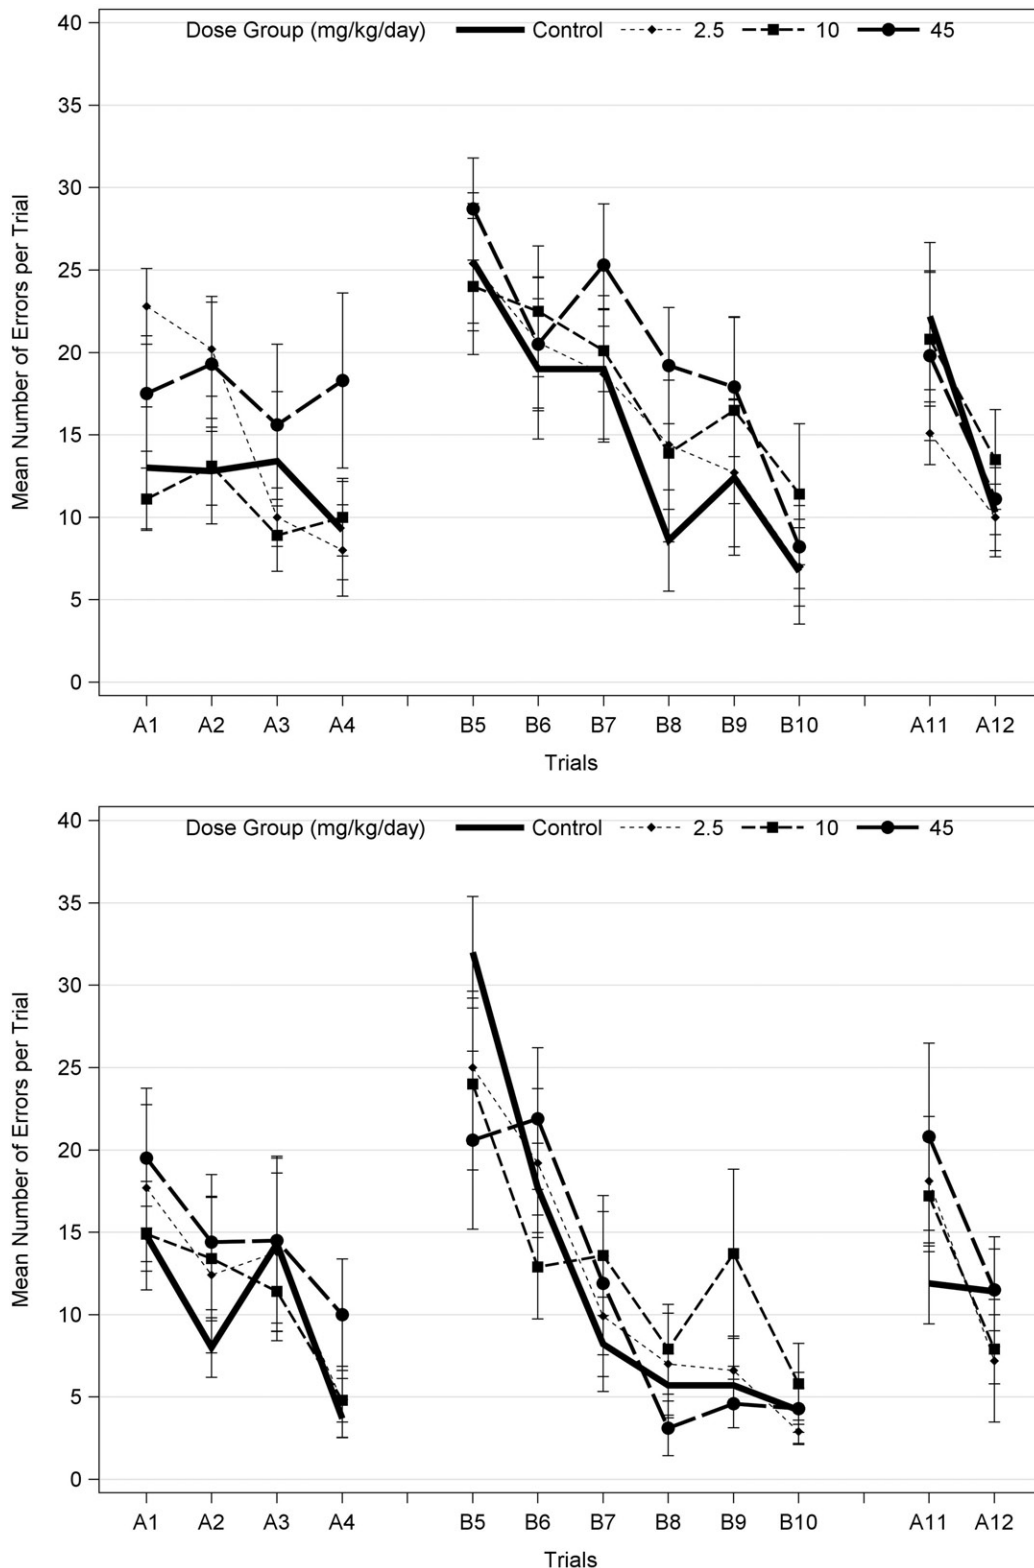 Dose Group (mg/kg/day) Control 2.5 10 45
40
35
30
25
20
15
10
5
0
Mean Number of Errors per Trial
A1 A2 A3 A4 B5 B6 B7 B8 B9 B10 A11 A12
Trials
Dose Group (mg/kg/day) Control 2.5 10 45
40
35
30
25
20
15
10
5
0
Mean Number of Errors per Trial
A1 A2 A3 A4 B5 B6 B7 B8 B9 B10 A11 A12
Trials